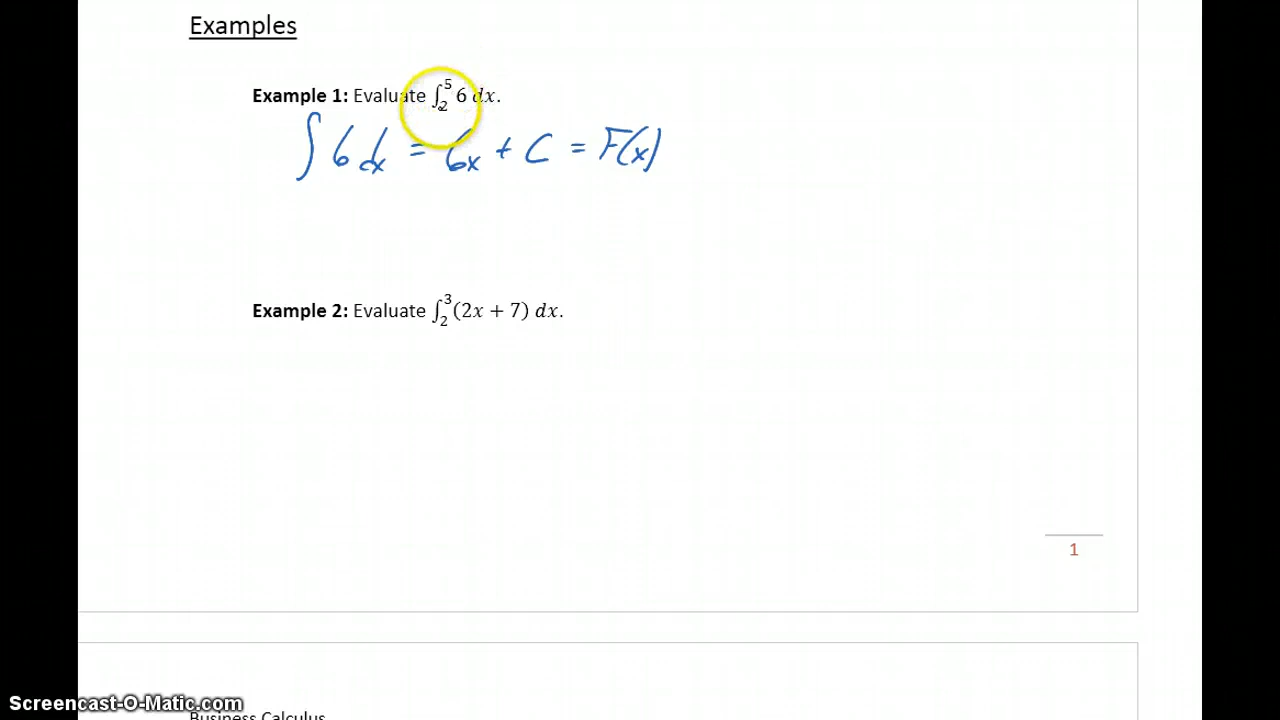 Examples
Example 1: Evaluate ∫₂⁵ 6 dx.
∫ 6 dx = 6x + C = F(x)
Example 2: Evaluate ∫₂³ (2x + 7) dx.
1
Business Calculus
Screencast-O-Matic.com